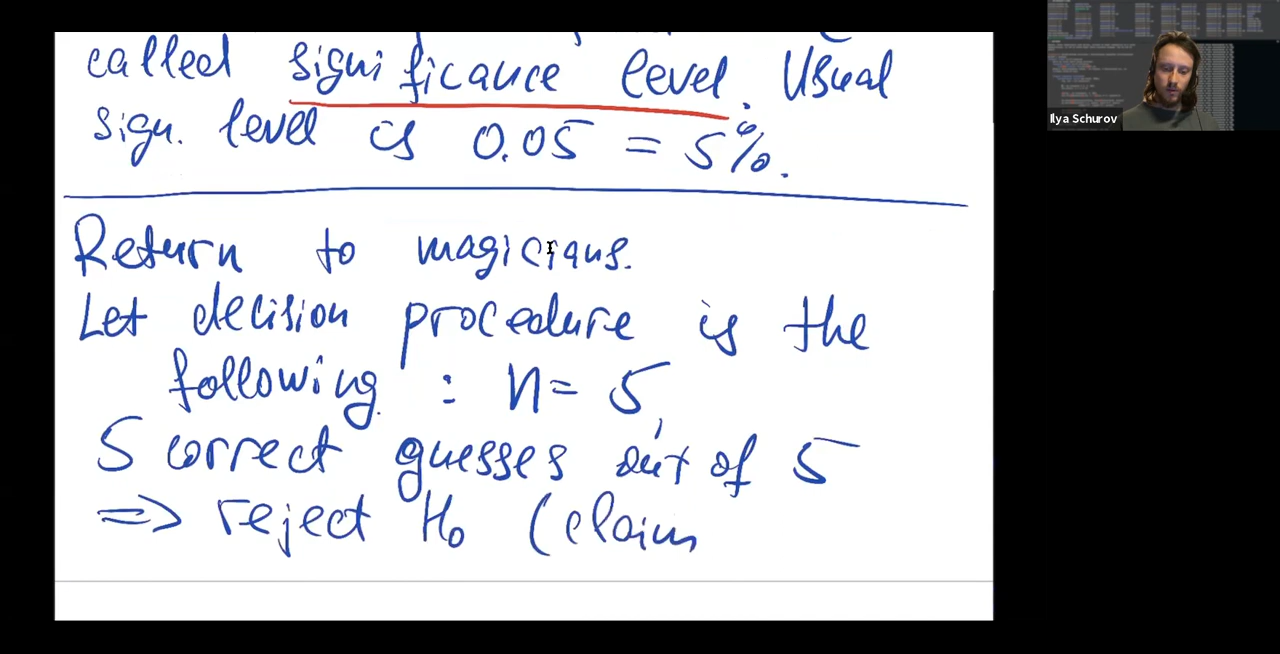 called significance level. Usual
sign. level is 0.05 = 5%.
Return to magicians.
Let decision procedure is the
following : n = 5,
5 correct guesses out of 5
=> reject H₀ (claim
Ilya Schurov